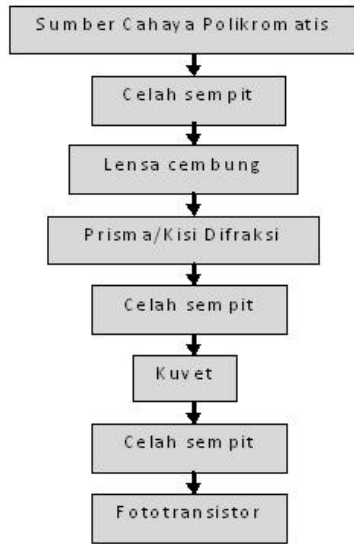 Sumber Cahaya Polikromatis
Celah sempit
Lensa cembung
Prisma/Kisi Difraksi
Celah sempit
Kuvet
Celah sempit
Fototransistor